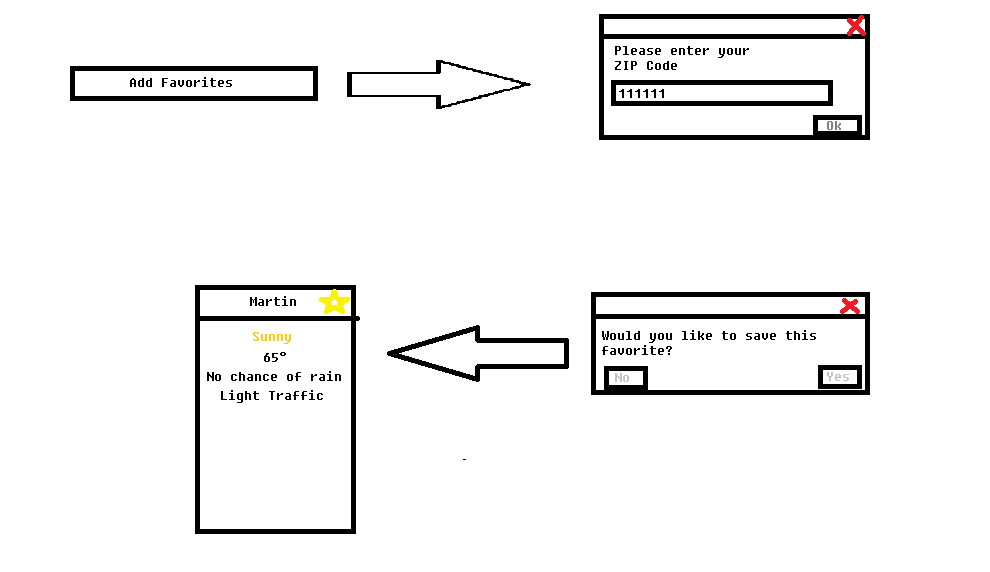 Add Favorites
Please enter your
ZIP Code
111111
Ok
Martin
Sunny
65°
No chance of rain
Light Traffic
Would you like to save this
favorite?
No
Yes